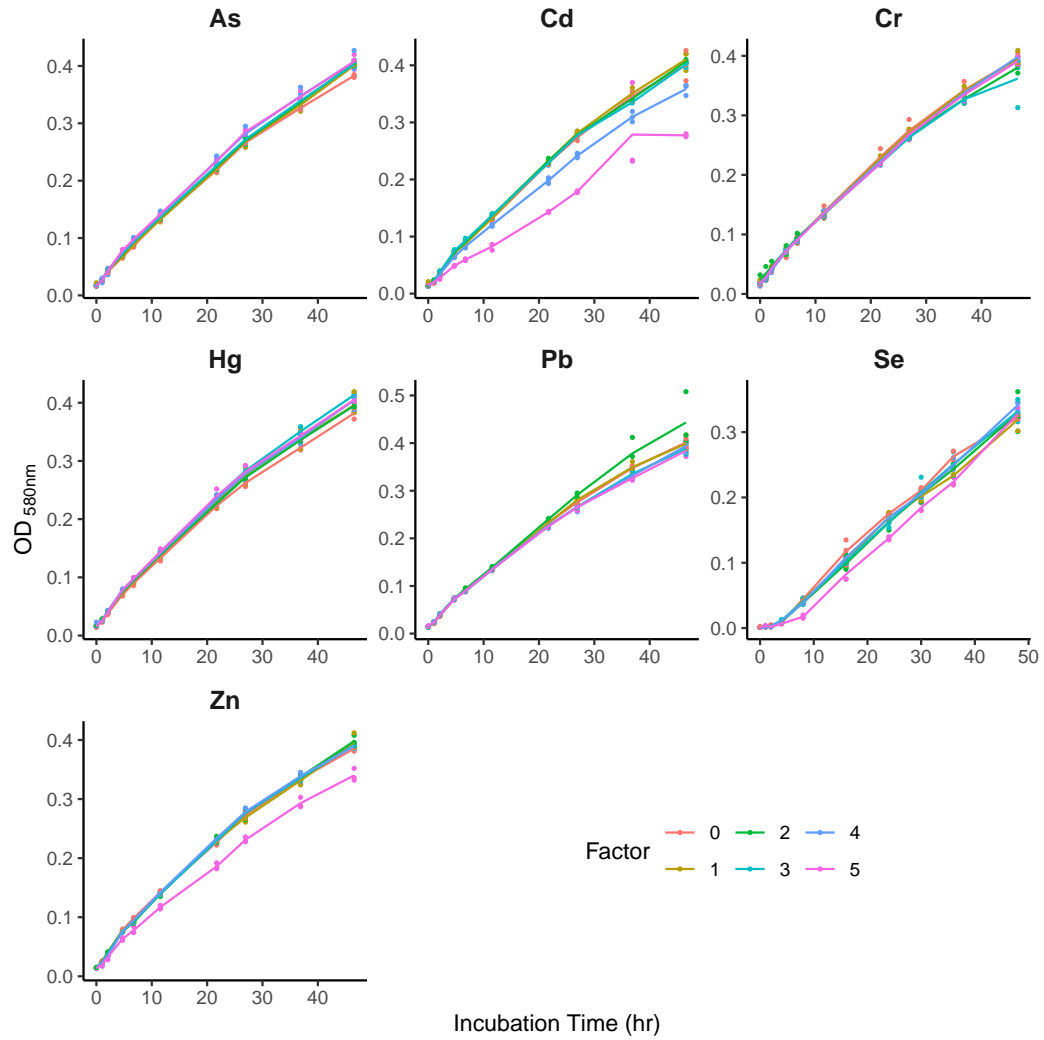 As Cd Cr
0.4 0.4 0.4
0.3 0.3 0.3
0.2 0.2 0.2
0.1 0.1 0.1
0.0 0.0 0.0
0 10 20 30 40 0 10 20 30 40 0 10 20 30 40
Hg Pb Se
0.4 0.5 0.3
0.3 0.4 0.2
0.2 0.3 0.1
0.1 0.2 0.0
0.0 0.1
0.0
0 10 20 30 40 0 10 20 30 40 0 10 20 30 40 50
OD 580nm
Zn
0.4
0.3
0.2
0.1
0.0
0 10 20 30 40
Factor 0 2 4
1 3 5
Incubation Time (hr)